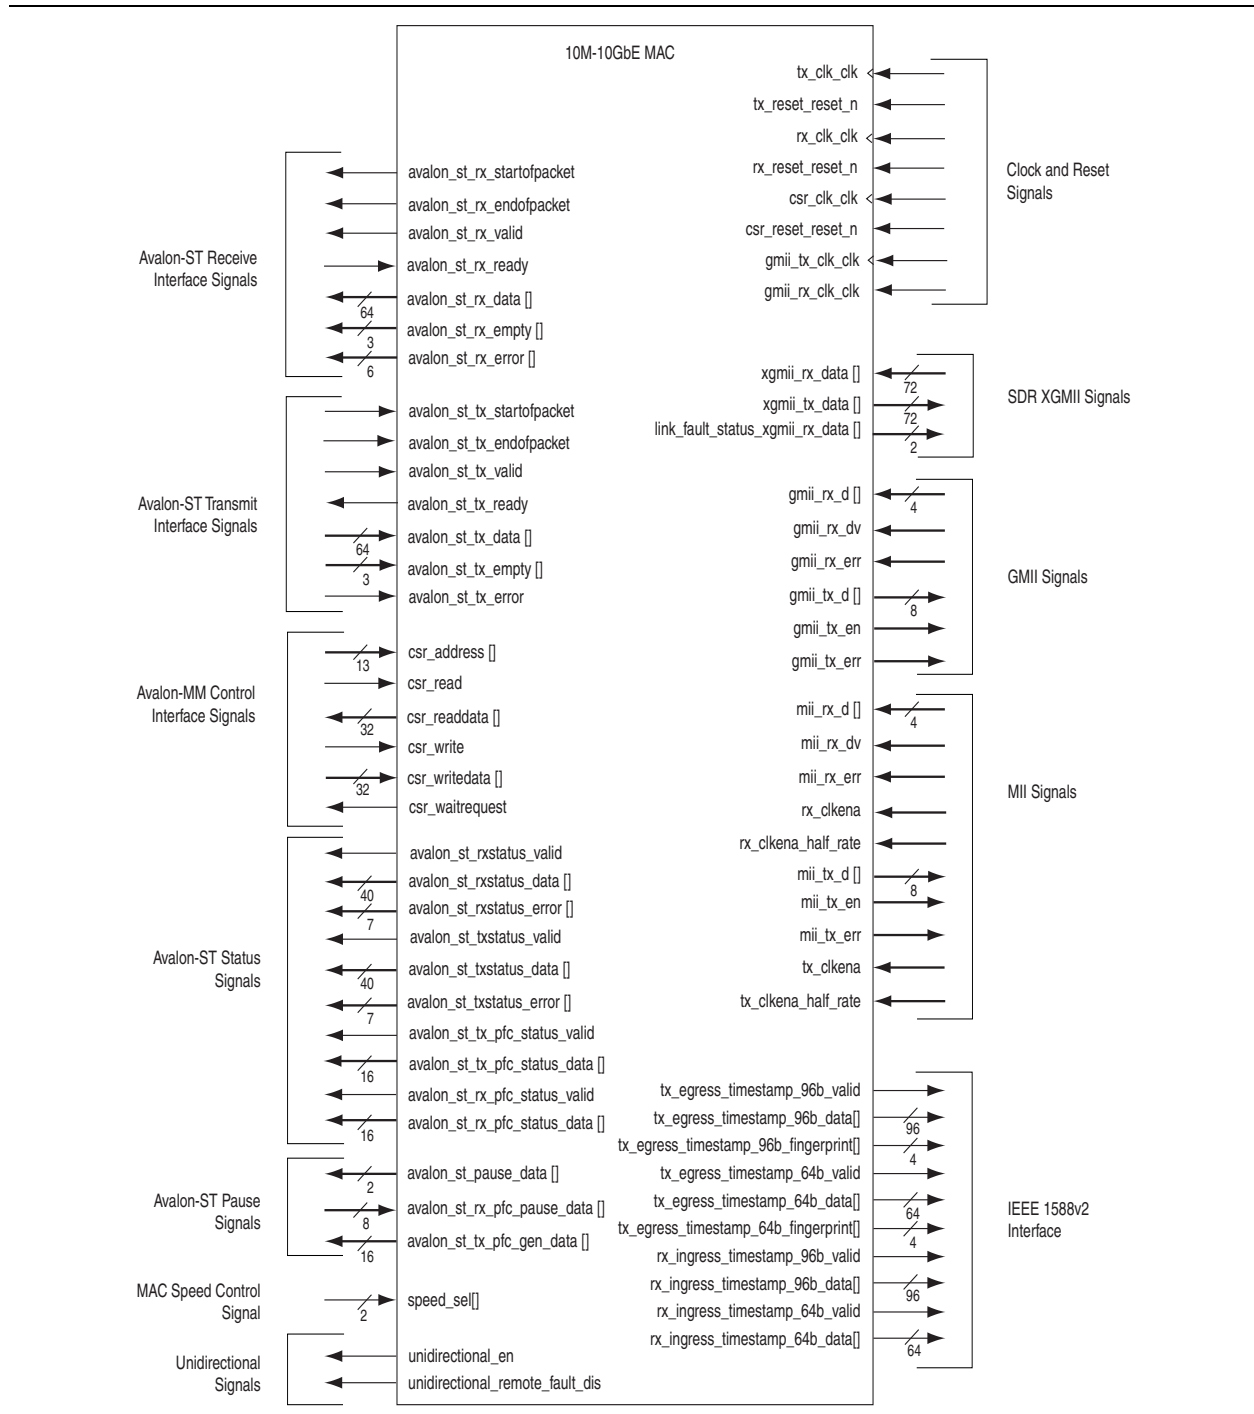 10M-10GbE MAC
Avalon-ST Receive
Interface Signals
avalon_st_rx_startofpacket
avalon_st_rx_endofpacket
avalon_st_rx_valid
avalon_st_rx_ready
avalon_st_rx_data []
64
avalon_st_rx_empty []
3
avalon_st_rx_error []
6
Avalon-ST Transmit
Interface Signals
avalon_st_tx_startofpacket
avalon_st_tx_endofpacket
avalon_st_tx_valid
avalon_st_tx_ready
avalon_st_tx_data []
64
avalon_st_tx_empty []
3
avalon_st_tx_error
Avalon-MM Control
Interface Signals
csr_address []
13
csr_read
csr_readdata []
32
csr_write
csr_writedata []
32
csr_waitrequest
Avalon-ST Status
Signals
avalon_st_rxstatus_valid
avalon_st_rxstatus_data []
40
avalon_st_rxstatus_error []
7
avalon_st_txstatus_valid
avalon_st_txstatus_data []
40
avalon_st_txstatus_error []
7
avalon_st_tx_pfc_status_valid
avalon_st_tx_pfc_status_data []
16
avalon_st_rx_pfc_status_valid
avalon_st_rx_pfc_status_data []
16
Avalon-ST Pause
Signals
avalon_st_pause_data []
2
avalon_st_rx_pfc_pause_data []
8
avalon_st_tx_pfc_gen_data []
16
MAC Speed Control
Signal
speed_sel[]
2
Unidirectional
Signals
unidirectional_en
unidirectional_remote_fault_dis
tx_clk_clk
tx_reset_reset_n
rx_clk_clk
rx_reset_reset_n
csr_clk_clk
csr_reset_reset_n
gmii_tx_clk_clk
gmii_rx_clk_clk
Clock and Reset
Signals
xgmii_rx_data []
72
xgmii_tx_data []
72
link_fault_status_xgmii_rx_data []
2
SDR XGMII Signals
gmii_rx_d []
4
gmii_rx_dv
gmii_rx_err
gmii_tx_d []
8
gmii_tx_en
gmii_tx_err
GMII Signals
mii_rx_d []
4
mii_rx_dv
mii_rx_err
rx_clkena
rx_clkena_half_rate
mii_tx_d []
8
mii_tx_en
mii_tx_err
tx_clkena
tx_clkena_half_rate
MII Signals
tx_egress_timestamp_96b_valid
tx_egress_timestamp_96b_data[]
96
tx_egress_timestamp_96b_fingerprint[]
4
tx_egress_timestamp_64b_valid
tx_egress_timestamp_64b_data[]
64
tx_egress_timestamp_64b_fingerprint[]
4
rx_ingress_timestamp_96b_valid
rx_ingress_timestamp_96b_data[]
96
rx_ingress_timestamp_64b_valid
rx_ingress_timestamp_64b_data[]
64
IEEE 1588v2
Interface